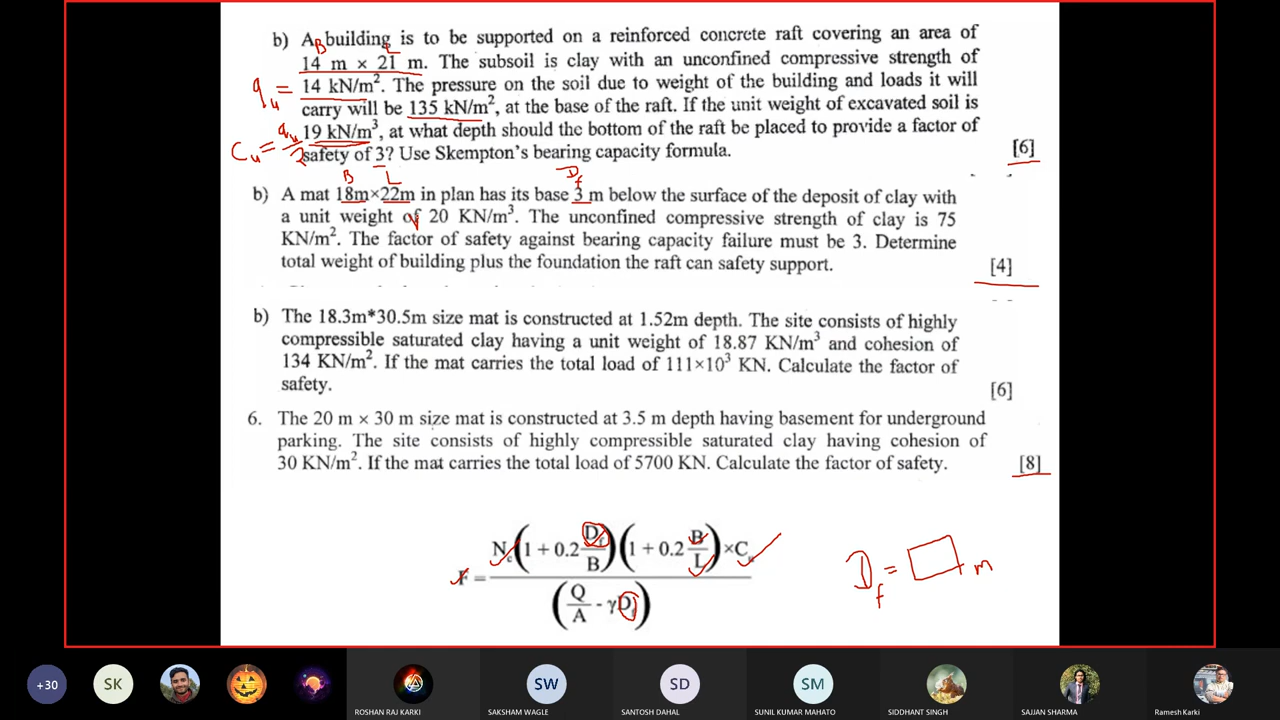 b) A building is to be supported on a reinforced concrete raft covering an area of
B L
14 m × 21 m. The subsoil is clay with an unconfined compressive strength of
qu = 14 kN/m². The pressure on the soil due to weight of the building and loads it will
carry will be 135 kN/m², at the base of the raft. If the unit weight of excavated soil is
19 kN/m³, at what depth should the bottom of the raft be placed to provide a factor of
Cu = qu/2
safety of 3? Use Skempton's bearing capacity formula. [6]
B L Df
b) A mat 18m×22m in plan has its base 3 m below the surface of the deposit of clay with
a unit weight of 20 KN/m³. The unconfined compressive strength of clay is 75
γ
KN/m². The factor of safety against bearing capacity failure must be 3. Determine
total weight of building plus the foundation the raft can safety support. [4]
b) The 18.3m*30.5m size mat is constructed at 1.52m depth. The site consists of highly
compressible saturated clay having a unit weight of 18.87 KN/m³ and cohesion of
134 KN/m². If the mat carries the total load of 111×10³ KN. Calculate the factor of
safety. [6]
6. The 20 m × 30 m size mat is constructed at 3.5 m depth having basement for underground
parking. The site consists of highly compressible saturated clay having cohesion of
30 KN/m². If the mat carries the total load of 5700 KN. Calculate the factor of safety. [8]
F = Nc(1 + 0.2 Df/B)(1 + 0.2 B/L)×Cu / (Q/A - γDf)
Df = □ m
+30 SK SW SD SM
ROSHAN RAJ KARKI SAKSHAM WAGLE SANTOSH DAHAL SUNIL KUMAR MAHATO SIDDHANT SINGH SAJJAN SHARMA Ramesh Karki